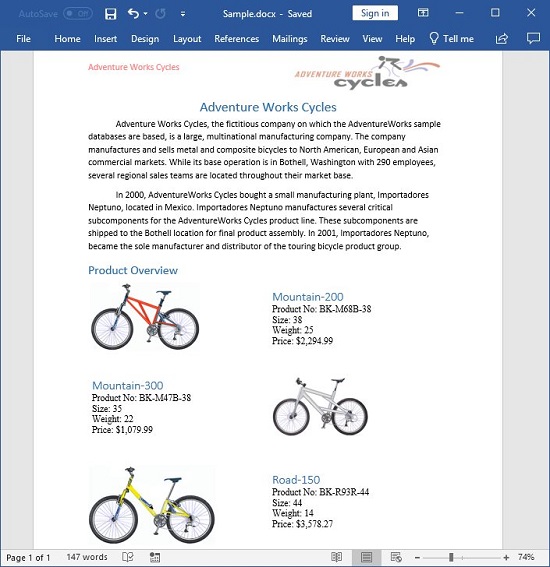 AutoSave Off Sample.docx - Saved Sign in
File Home Insert Design Layout References Mailings Review View Help Tell me
Adventure Works Cycles
ADVENTURE WORKS
cycles
Adventure Works Cycles
Adventure Works Cycles, the fictitious company on which the AdventureWorks sample
databases are based, is a large, multinational manufacturing company. The company
manufactures and sells metal and composite bicycles to North American, European and Asian
commercial markets. While its base operation is in Bothell, Washington with 290 employees,
several regional sales teams are located throughout their market base.
In 2000, AdventureWorks Cycles bought a small manufacturing plant, Importadores
Neptuno, located in Mexico. Importadores Neptuno manufactures several critical
subcomponents for the AdventureWorks Cycles product line. These subcomponents are
shipped to the Bothell location for final product assembly. In 2001, Importadores Neptuno,
became the sole manufacturer and distributor of the touring bicycle product group.
Product Overview
Mountain-200
Product No: BK-M68B-38
Size: 38
Weight: 25
Price: $2,294.99
Mountain-300
Product No: BK-M47B-38
Size: 35
Weight: 22
Price: $1,079.99
Road-150
Product No: BK-R93R-44
Size: 44
Weight: 14
Price: $3,578.27
Page 1 of 1 147 words 74%